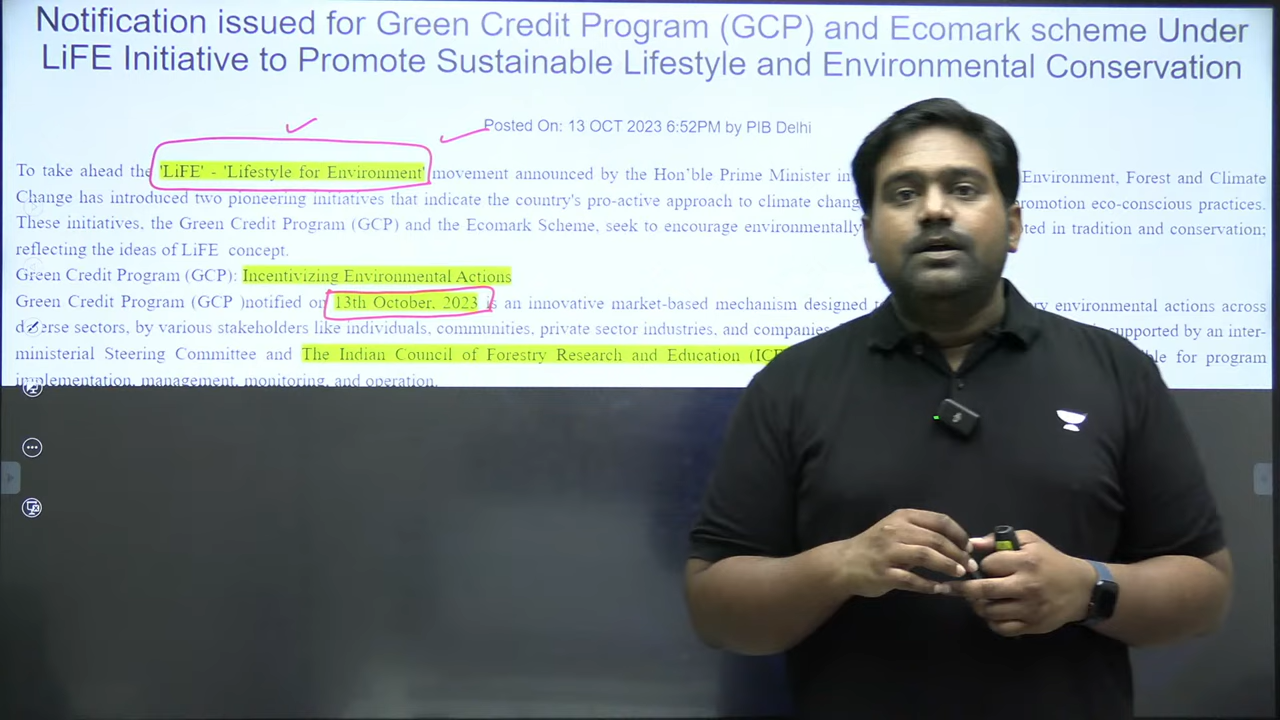 Notification issued for Green Credit Program (GCP) and Ecomark scheme Under
LiFE Initiative to Promote Sustainable Lifestyle and Environmental Conservation
Posted On: 13 OCT 2023 6:52PM by PIB Delhi
To take ahead the 'LiFE' - 'Lifestyle for Environment' movement announced by the Hon'ble Prime Minister in Environment, Forest and Climate
Change has introduced two pioneering initiatives that indicate the country's pro-active approach to climate chang promotion eco-conscious practices.
These initiatives, the Green Credit Program (GCP) and the Ecomark Scheme, seek to encourage environmentally ted in tradition and conservation;
reflecting the ideas of LiFE concept.
Green Credit Program (GCP): Incentivizing Environmental Actions
Green Credit Program (GCP )notified on 13th October, 2023 is an innovative market-based mechanism designed ry environmental actions across
diverse sectors, by various stakeholders like individuals, communities, private sector industries, and companies supported by an inter-
ministerial Steering Committee and The Indian Council of Forestry Research and Education (ICF ble for program
implementation, management, monitoring, and operation.